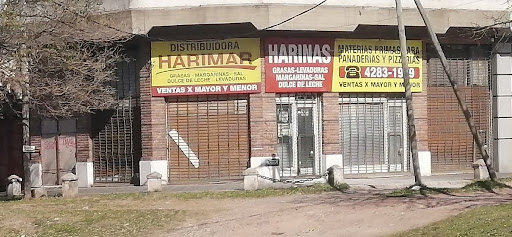 DISTRIBUIDORA
HARIMAR
GRASAS - MARGARINAS - SAL
DULCE DE LECHE - LEVADURAS
VENTAS X MAYOR Y MENOR
HARINAS
GRASAS-LEVADURAS
MARGARINAS-SAL
DULCE DE LECHE
MATERIAS PRIMAS PARA
PANADERIAS Y PIZZERIAS
4283-19
VENTAS X MAYOR Y MENOR